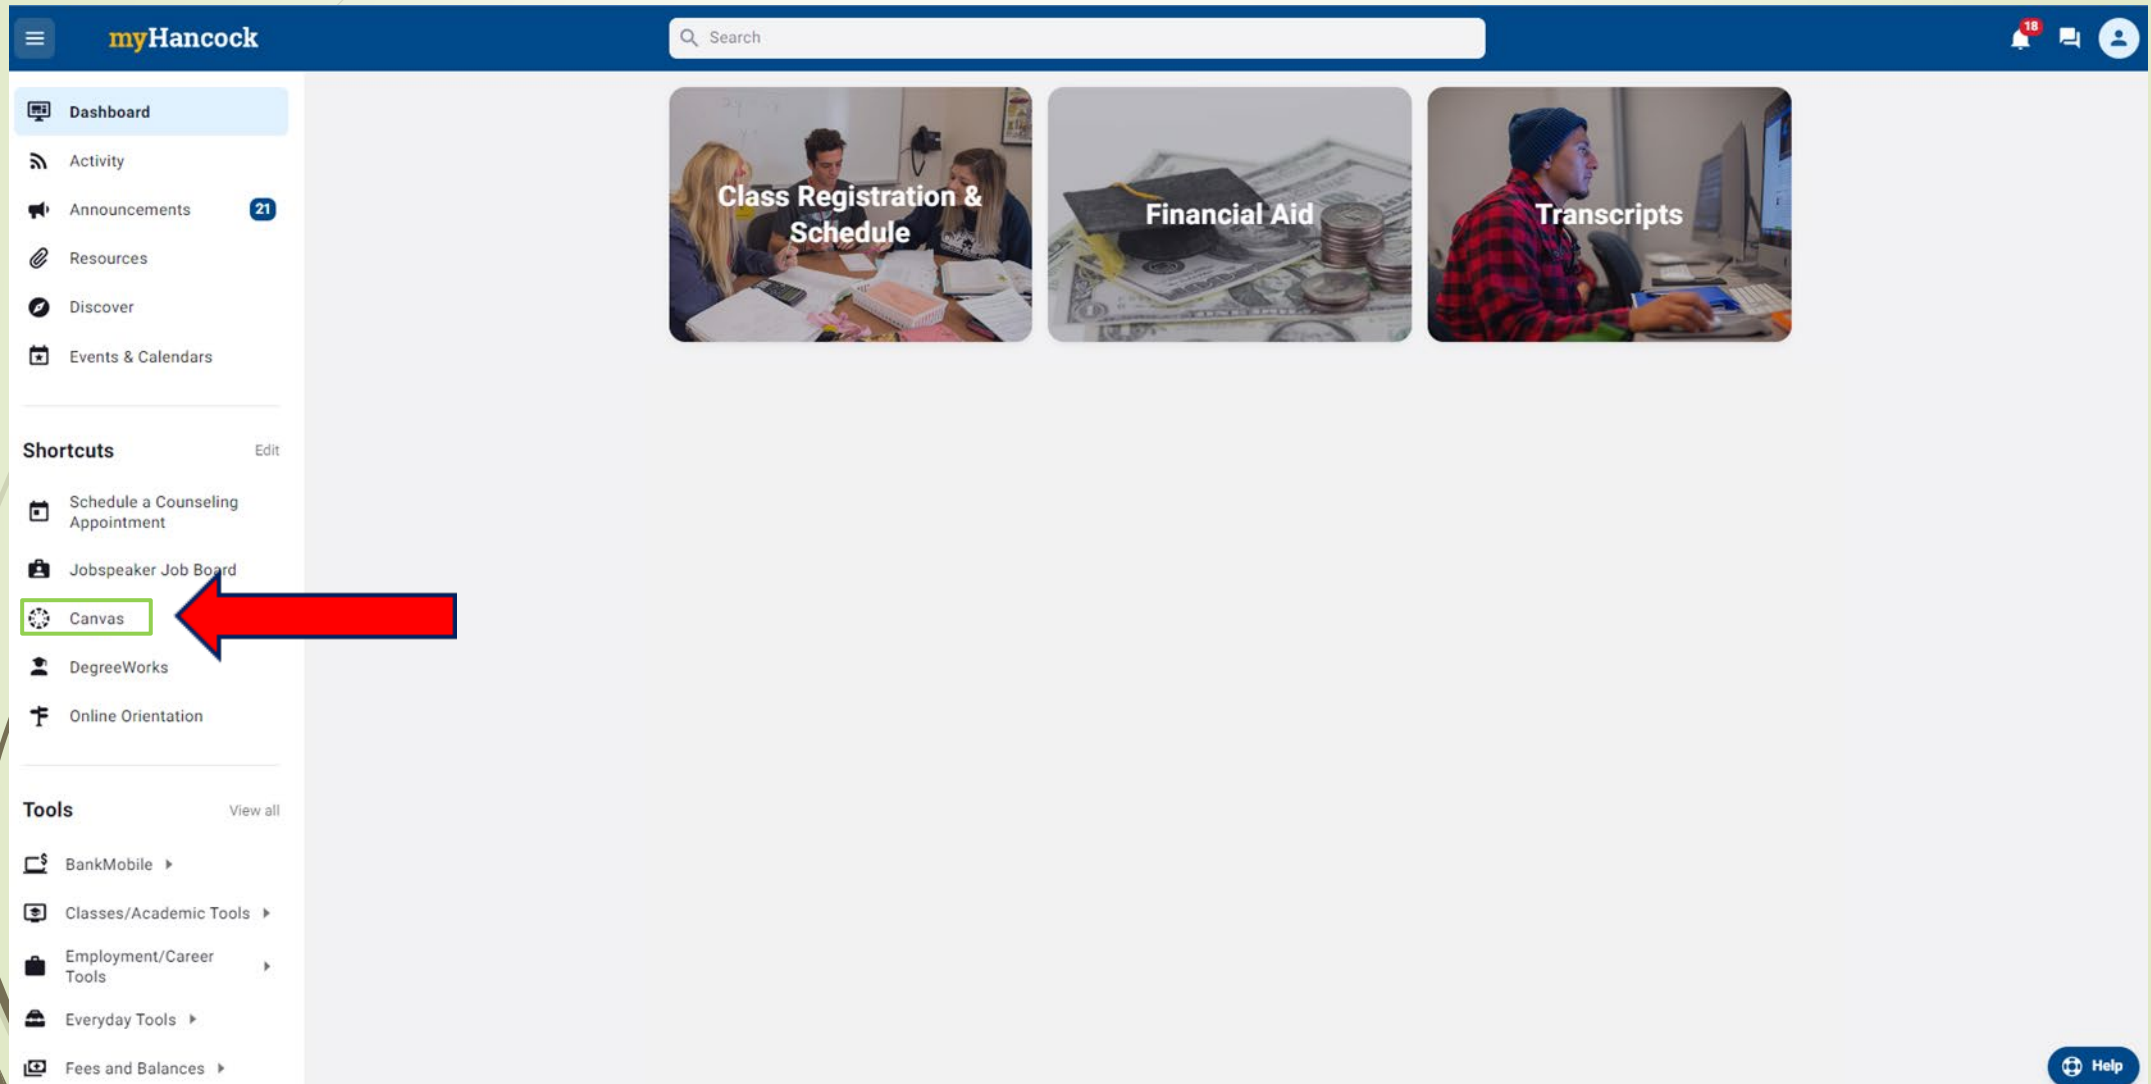 myHancock
Search
18
Dashboard
Activity
Announcements 21
Resources
Discover
Events & Calendars
Shortcuts Edit
Schedule a Counseling
Appointment
Jobspeaker Job Board
Canvas
DegreeWorks
Online Orientation
Tools View all
BankMobile
Classes/Academic Tools
Employment/Career
Tools
Everyday Tools
Fees and Balances
Class Registration &
Schedule
Financial Aid
Transcripts
Help